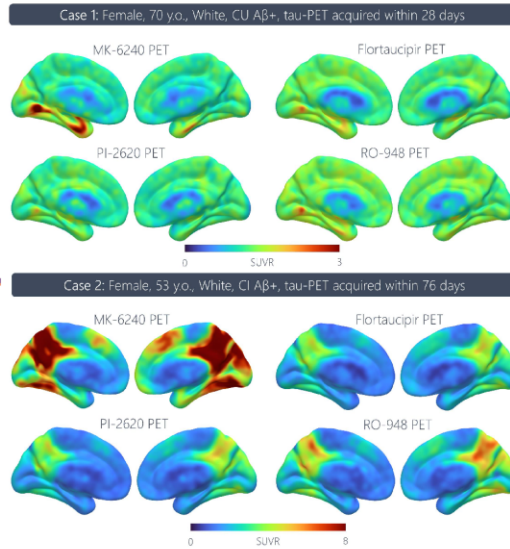 Case 1: Female, 70 y.o., White, CU Aβ+, tau-PET acquired within 28 days
MK-6240 PET
Flortaucipir PET
PI-2620 PET
RO-948 PET
0
SUVR
3
Case 2: Female, 53 y.o., White, CI Aβ+, tau-PET acquired within 76 days
MK-6240 PET
Flortaucipir PET
PI-2620 PET
RO-948 PET
0
SUVR
8